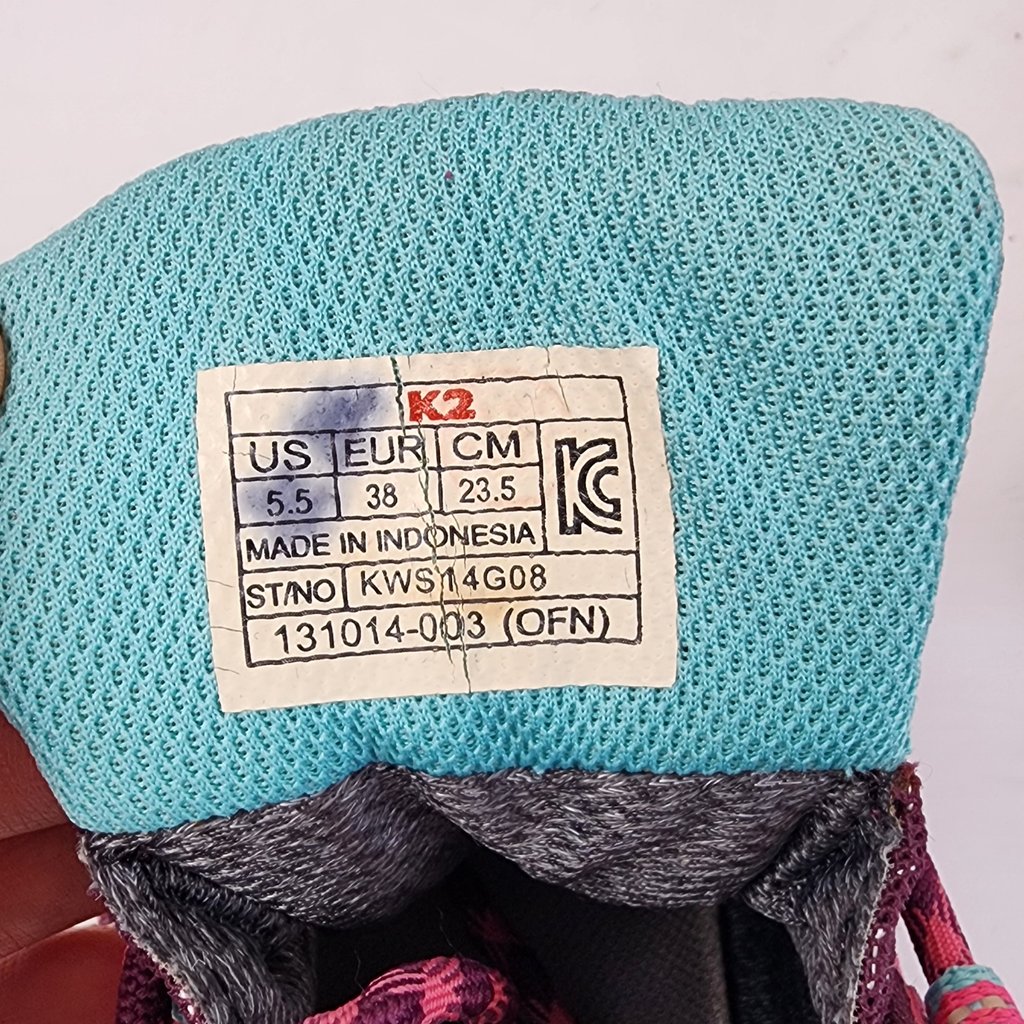 K2
US EUR CM
5.5 38 23.5
MADE IN INDONESIA
ST/NO KWS14G08
131014-003 (OFN)